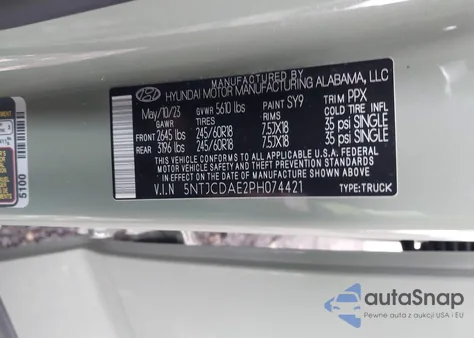 MANUFACTURED BY
HYUNDAI MOTOR MANUFACTURING ALABAMA, LLC
May/10/23 GVWR 5610 lbs PAINT SY9 TRIM PPX
GAWR TIRES RIMS COLD TIRE INFL
FRONT 2645 lbs 245/60R18 7.5JX18 35 psi SINGLE
REAR 3196 lbs 245/60R18 7.5JX18 35 psi SINGLE
THIS VEHICLE CONFORMS TO ALL APPLICABLE U.S.A. FEDERAL
MOTOR VEHICLE SAFETY AND THEFT PREVENTION STANDARDS IN
EFFECT ON THE DATE OF MANUFACTURE SHOWN ABOVE.
V.I.N 5NTJCDAE2PH074421 TYPE:TRUCK
5100
autoSnap
Pewne auta z aukcji USA i EU